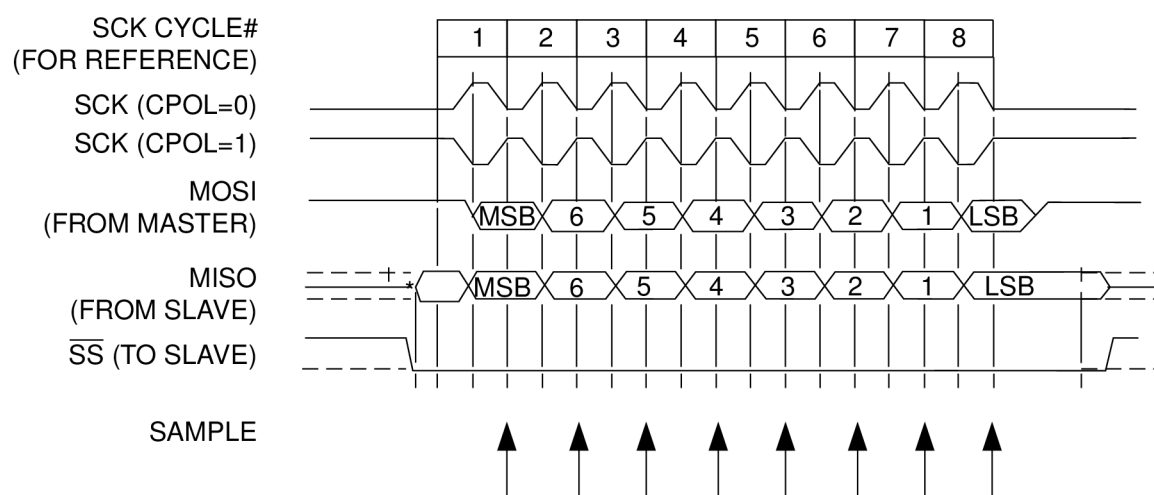 SCK CYCLE#
(FOR REFERENCE)
1 2 3 4 5 6 7 8
SCK (CPOL=0)
SCK (CPOL=1)
MOSI
(FROM MASTER)
MSB 6 5 4 3 2 1 LSB
MISO
(FROM SLAVE)
* MSB 6 5 4 3 2 1 LSB
SS (TO SLAVE)
SAMPLE